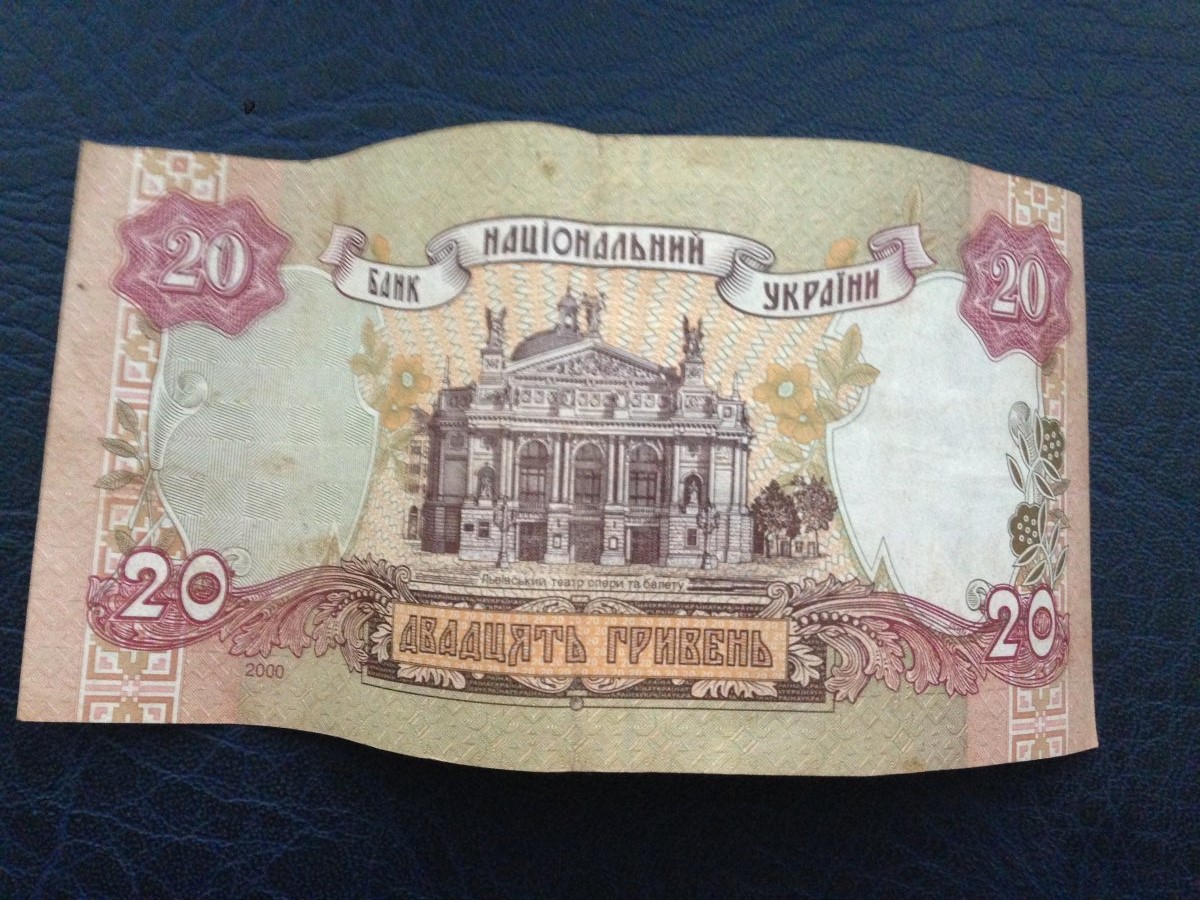 20
20
НАЦІОНАЛЬНИЙ
БАНК
УКРАЇНИ
Львівський театр опери та балету
20
20
ДВАДЦЯТЬ ГРИВЕНЬ
2000